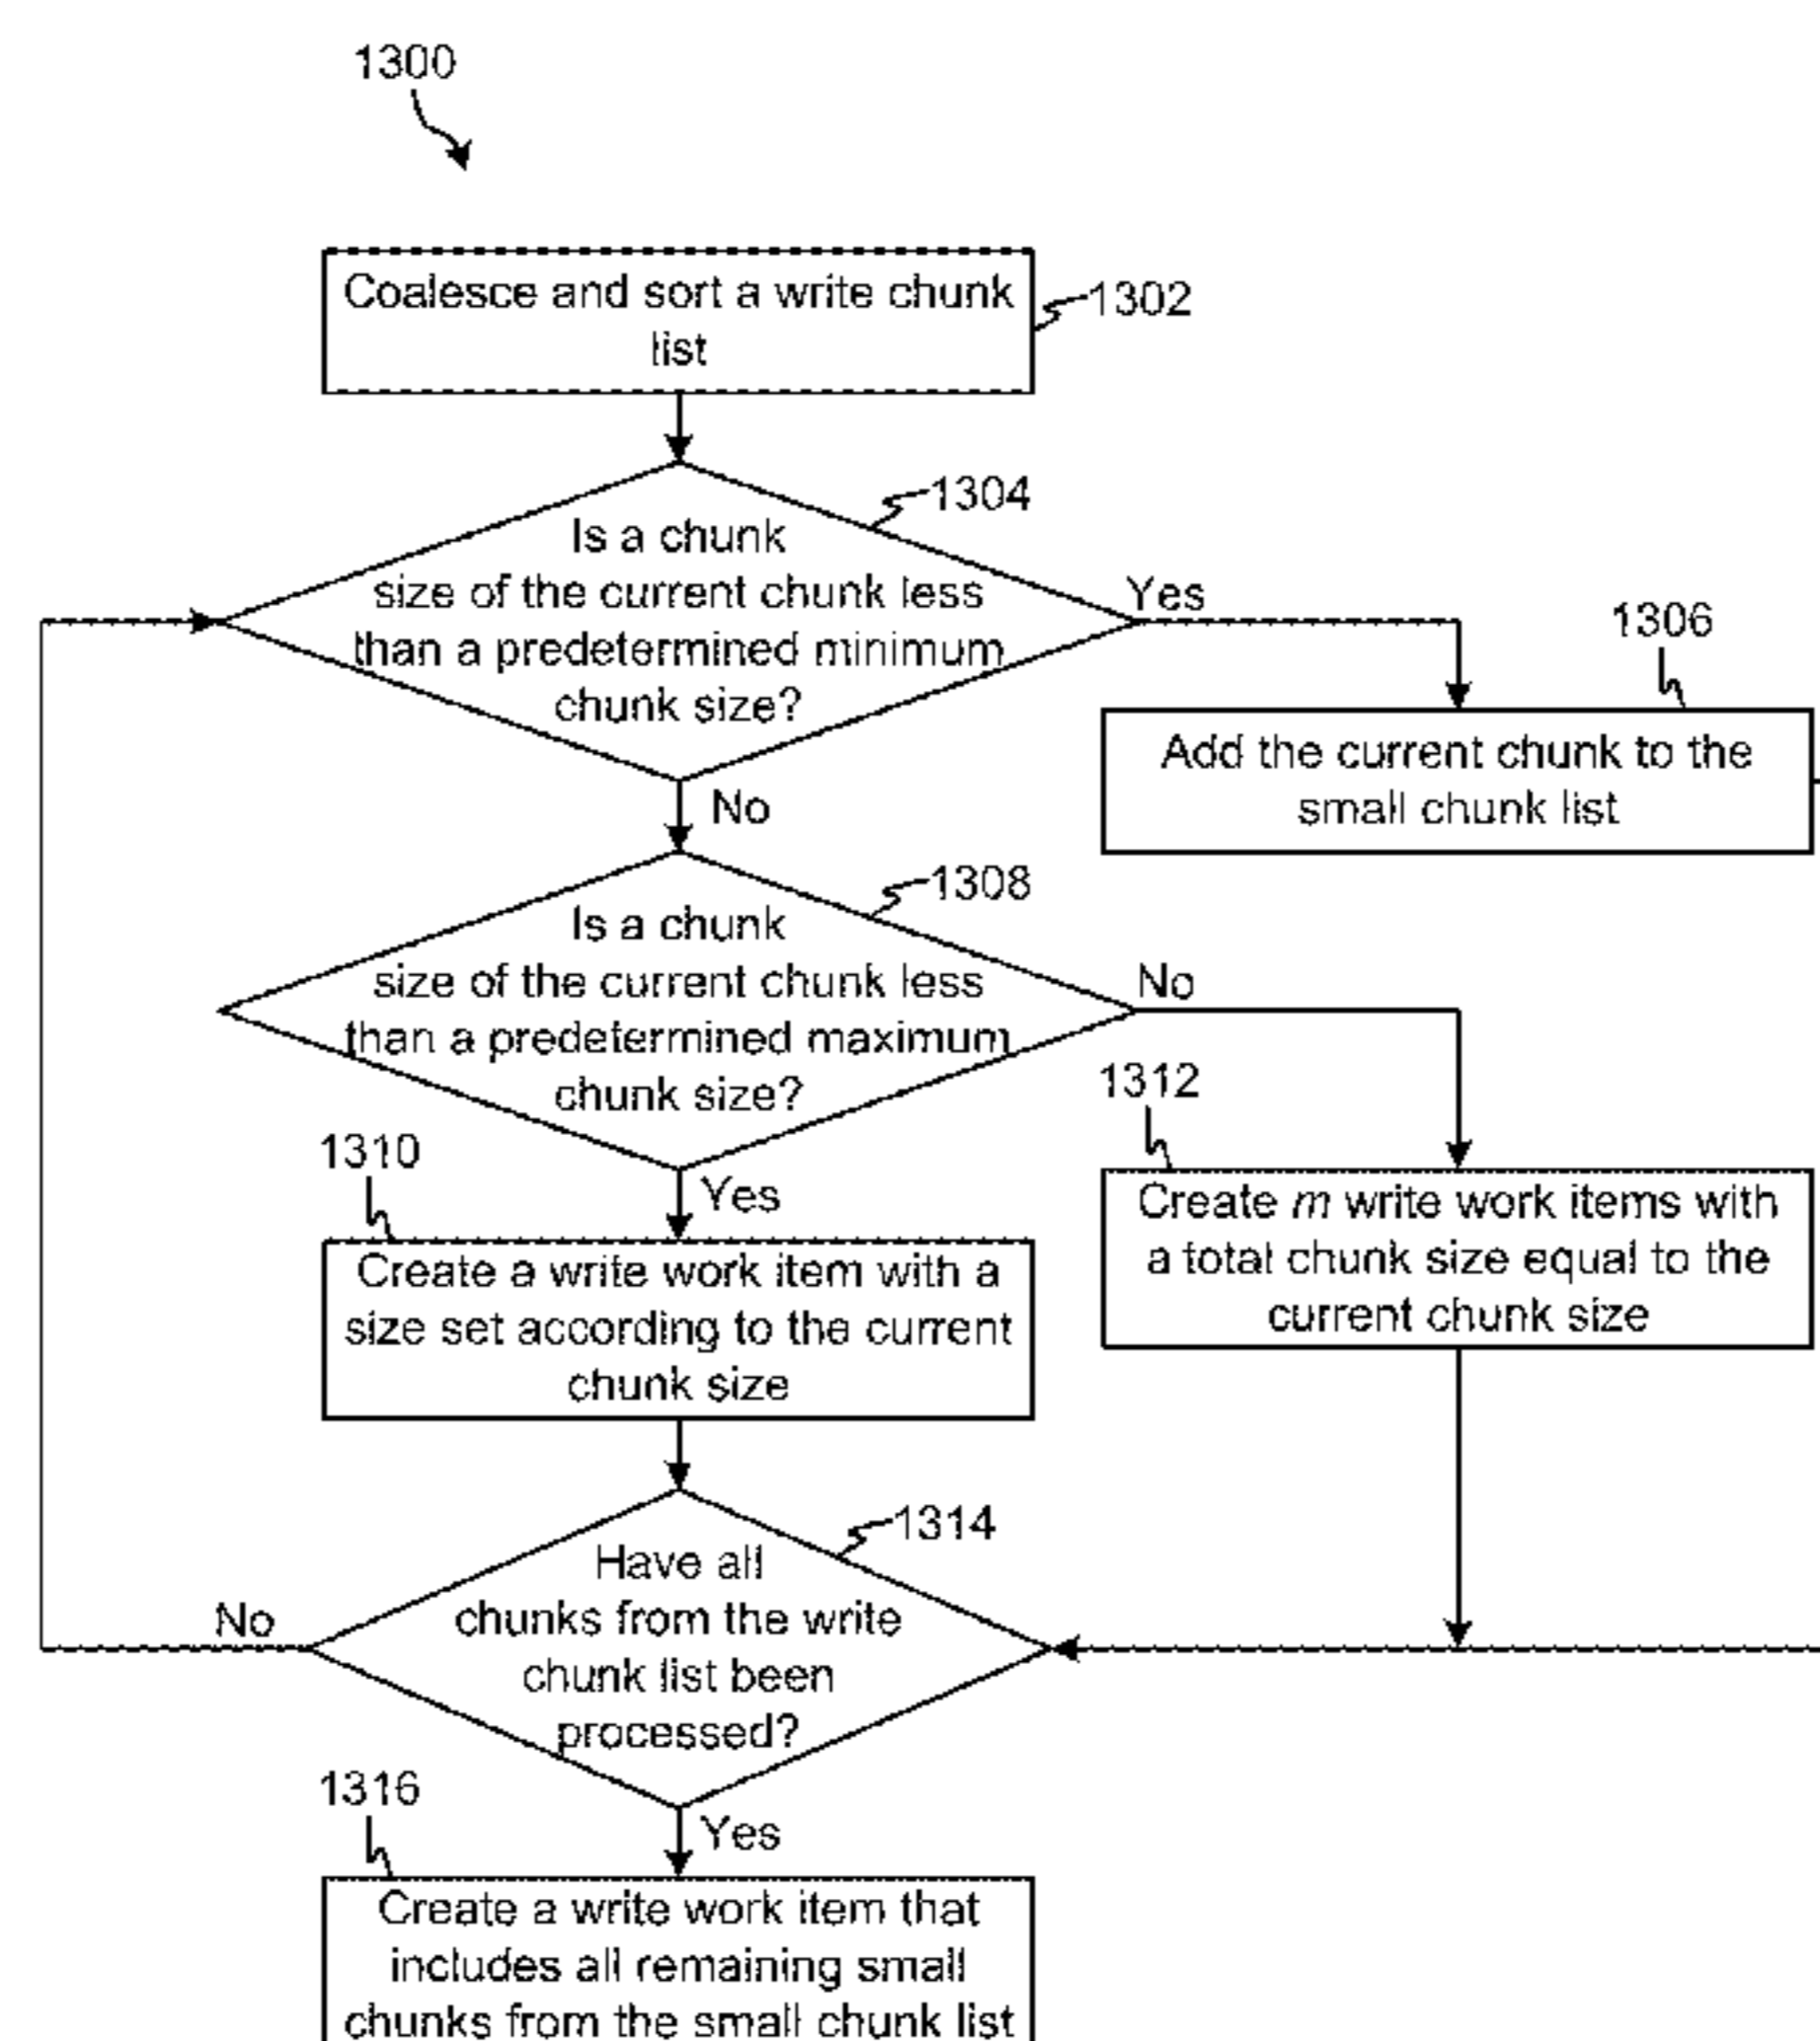 1300
Coalesce and sort a write chunk
list
1302
1304
Is a chunk
size of the current chunk less
than a predetermined minimum
chunk size?
Yes
1306
Add the current chunk to the
small chunk list
No
1308
Is a chunk
size of the current chunk less
than a predetermined maximum
chunk size?
No
1312
Create m write work items with
a total chunk size equal to the
current chunk size
1310
Yes
Create a write work item with a
size set according to the current
chunk size
1314
Have all
chunks from the write
chunk list been
processed?
No
1316
Yes
Create a write work item that
includes all remaining small
chunks from the small chunk list